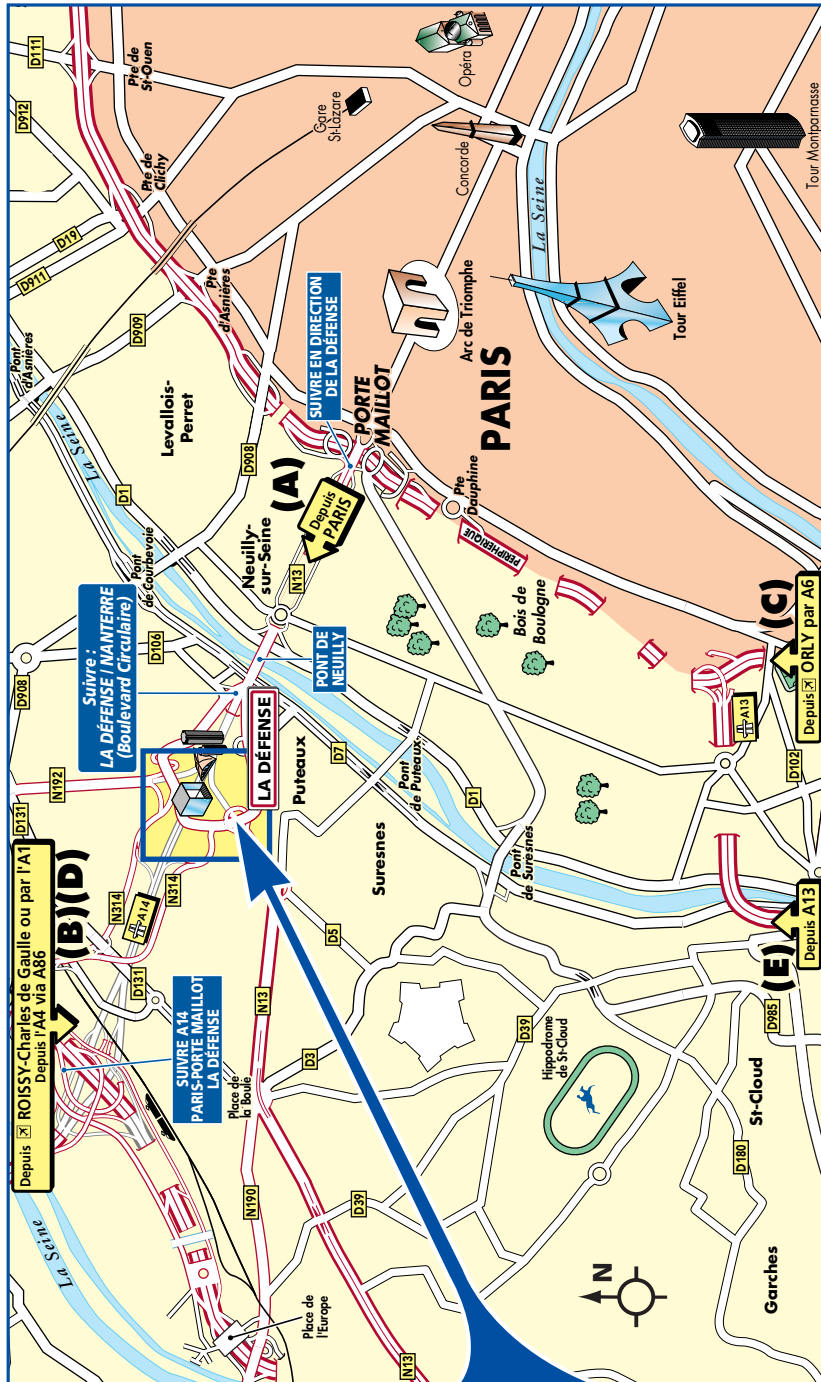 Depuis ROISSY-Charles de Gaulle ou par l'A1
Depuis l'A4 via A86
(B)(D)
SUIVRE A14
PARIS-PORTE MAILLOT
LA DÉFENSE
Suivre :
LA DÉFENSE / NANTERRE
(Boulevard Circulaire)
PONT DE
NEUILLY
LA DÉFENSE
SUIVRE EN DIRECTION
DE LA DÉFENSE
(A)
Depuis
PARIS
PORTE
MAILLOT
PARIS
(C)
Depuis ORLY par A6
(E)
Depuis A13
La Seine
Place de
l'Europe
Place de
la Boule
N190
N13
N13
D39
D39
D3
D5
D131
D131
N314
N314
A14
N192
D908
D106
Pont
de Courbevoie
D1
La Seine
Pont
d'Asnières
D909
D911
D19
D912
D111
Levallois-
Perret
D908
Neuilly-
sur-Seine
N13
Pte
d'Asnières
Pte de
Clichy
Pte de
St-Ouen
Gare
St-Lazare
Opéra
Concorde
Arc de Triomphe
Tour Eiffel
La Seine
Tour Montparnasse
Pte
Dauphine
PERIPHERIQUE
Bois de
Boulogne
Puteaux
D7
Pont
de Puteaux
D1
Suresnes
Pont
de Suresnes
A13
D102
D985
Hippodrome
de St-Cloud
St-Cloud
D180
Garches
N